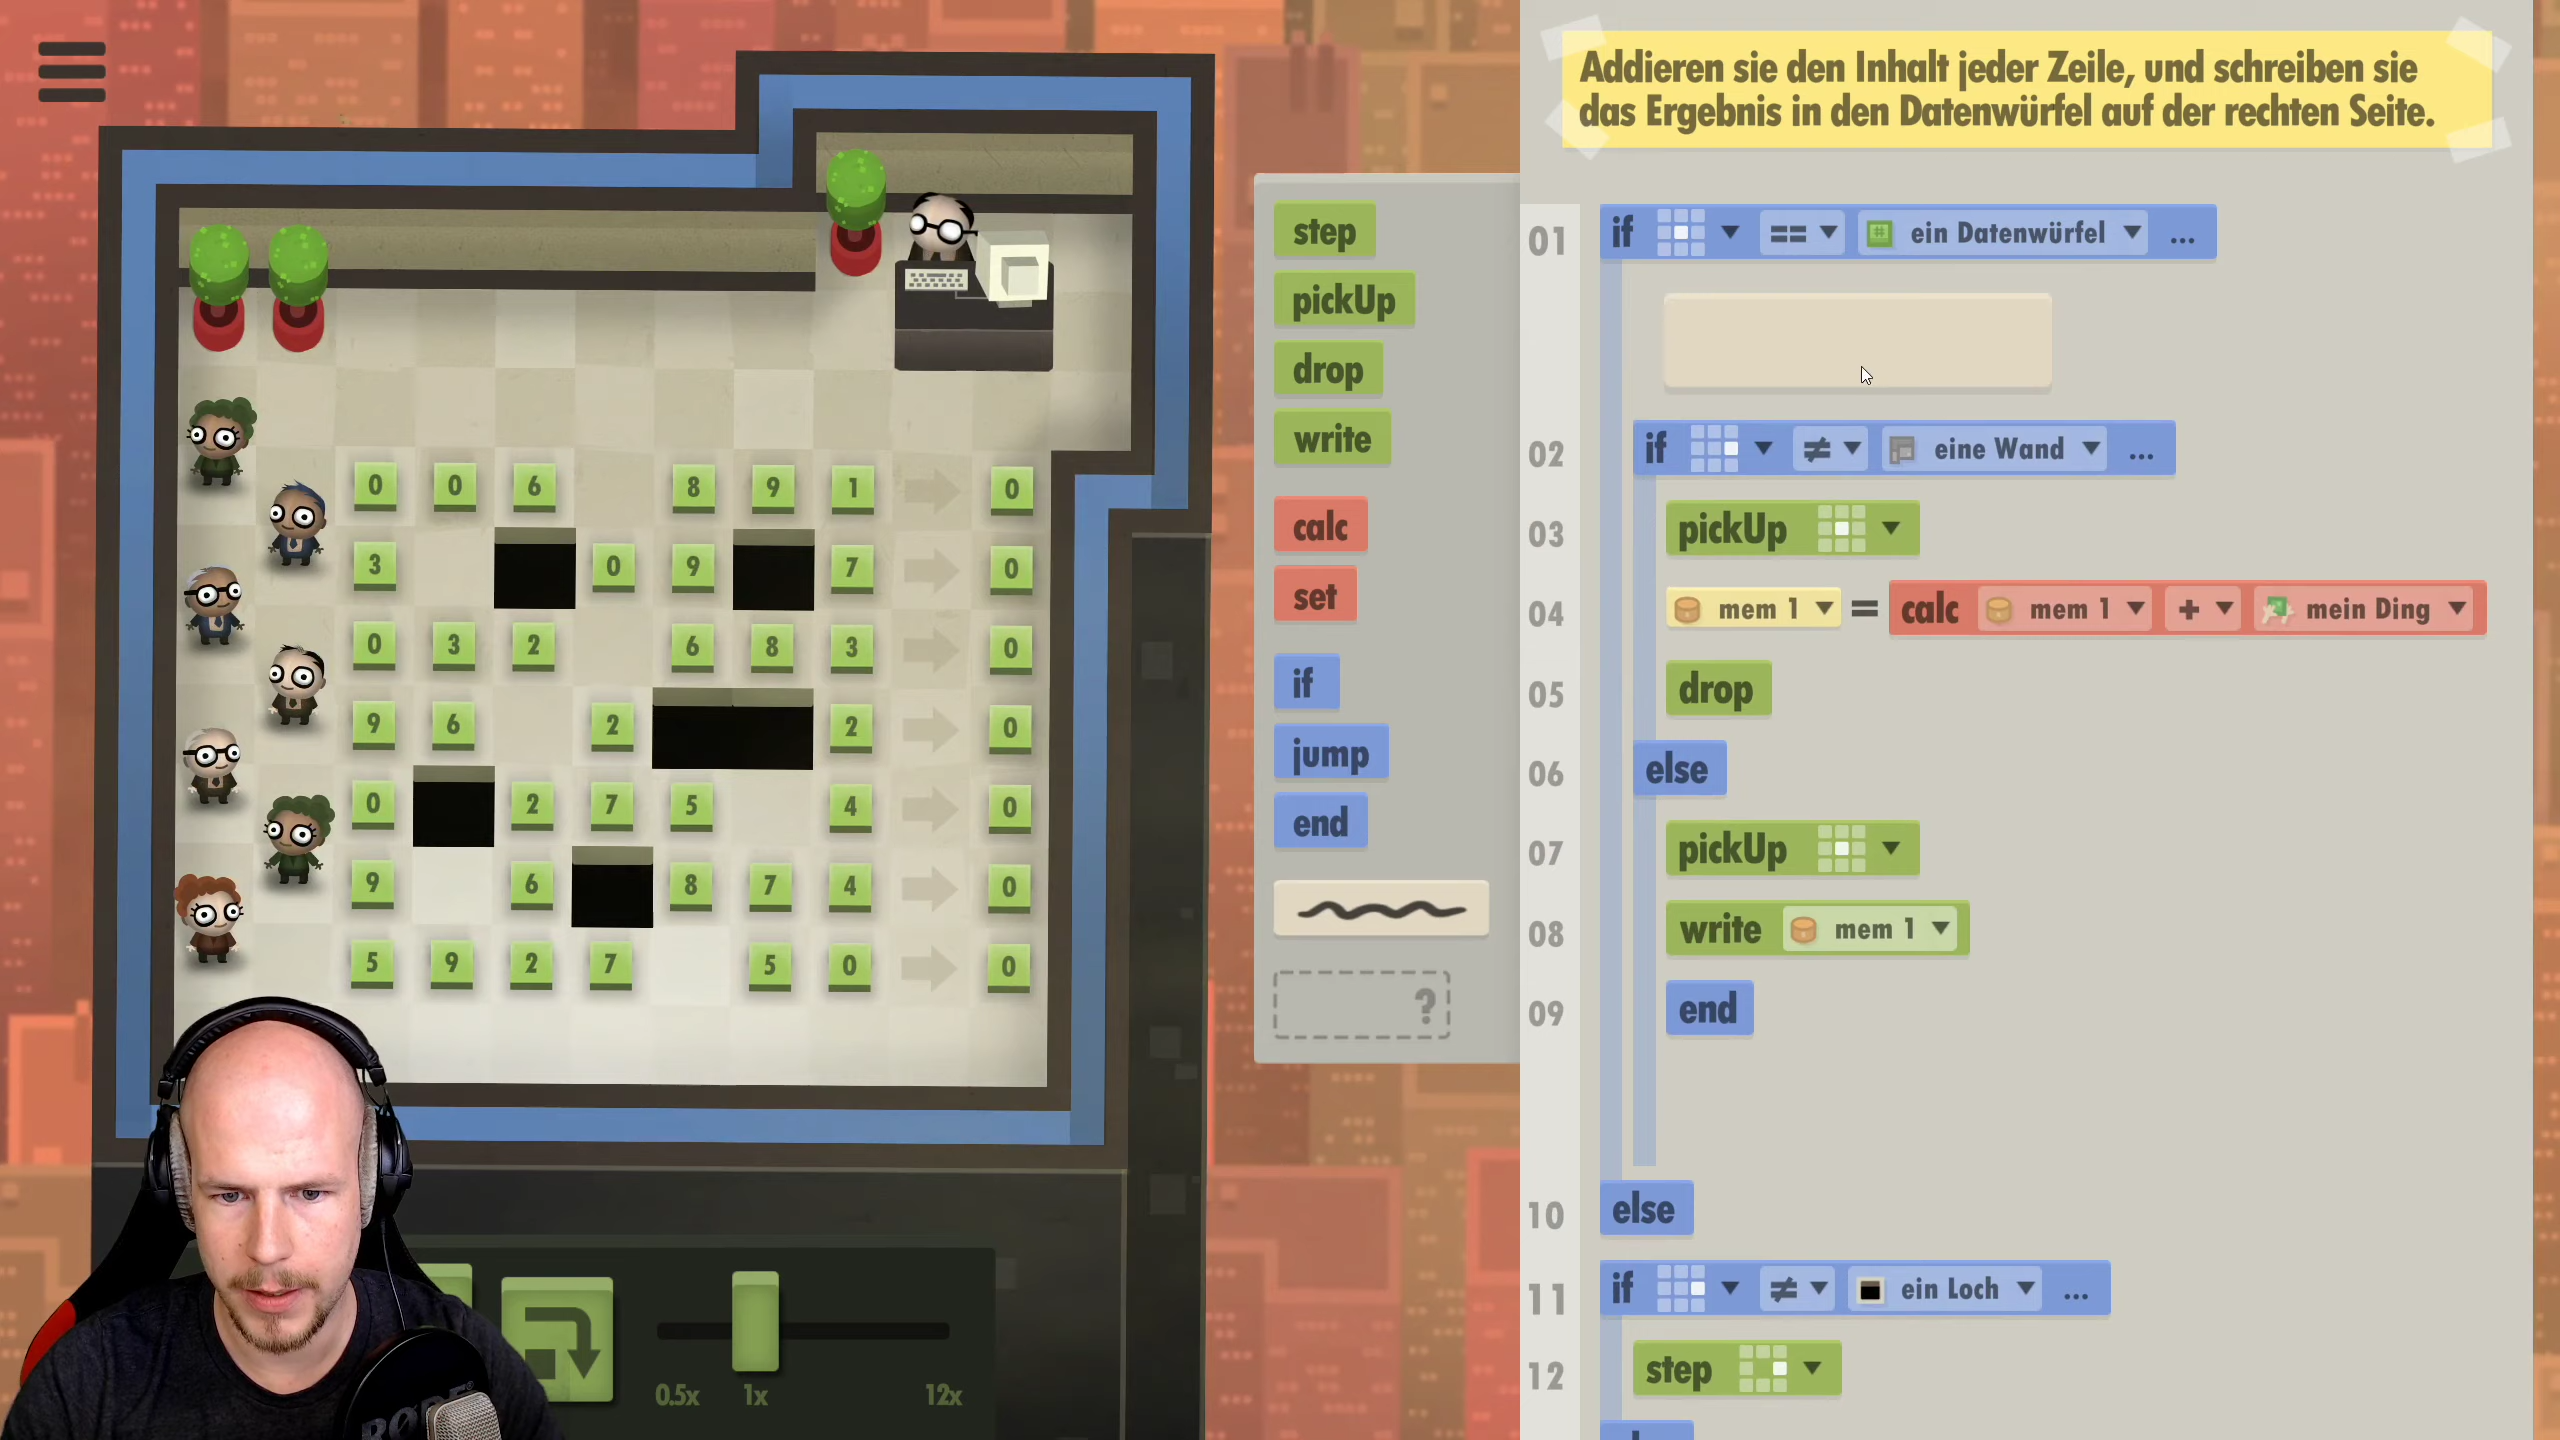 Addieren sie den Inhalt jeder Zeile, und schreiben sie
das Ergebnis in den Datenwürfel auf der rechten Seite.
step
pickUp
drop
write
calc
set
if
jump
end
?
01 if == ein Datenwürfel ...
02 if ≠ eine Wand ...
03 pickUp
04 mem 1 = calc mem 1 + mein Ding
05 drop
06 else
07 pickUp
08 write mem 1
09 end
10 else
11 if ≠ ein Loch ...
12 step
0 0 6 8 9 1 0
3 0 9 7 0
0 3 2 6 8 3 0
9 6 2 2 0
0 2 7 5 4 0
9 6 8 7 4 0
5 9 2 7 5 0 0
0.5x 1x 12x